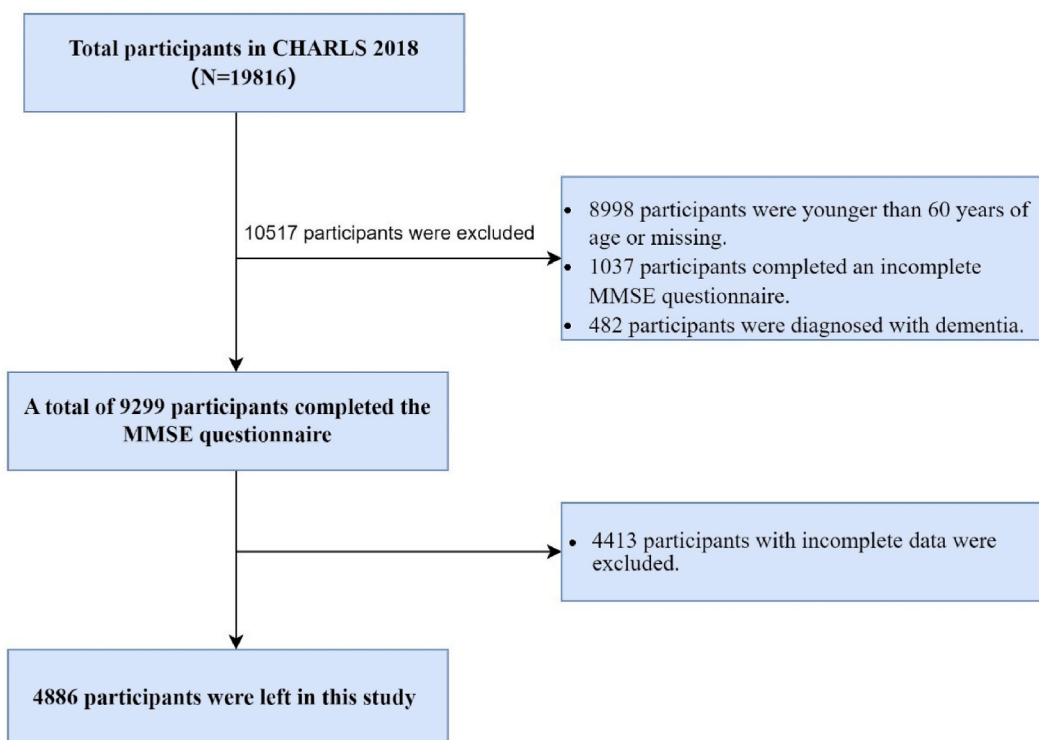 Total participants in CHARLS 2018
(N=19816)
10517 participants were excluded
• 8998 participants were younger than 60 years of
age or missing.
• 1037 participants completed an incomplete
MMSE questionnaire.
• 482 participants were diagnosed with dementia.
A total of 9299 participants completed the
MMSE questionnaire
• 4413 participants with incomplete data were
excluded.
4886 participants were left in this study